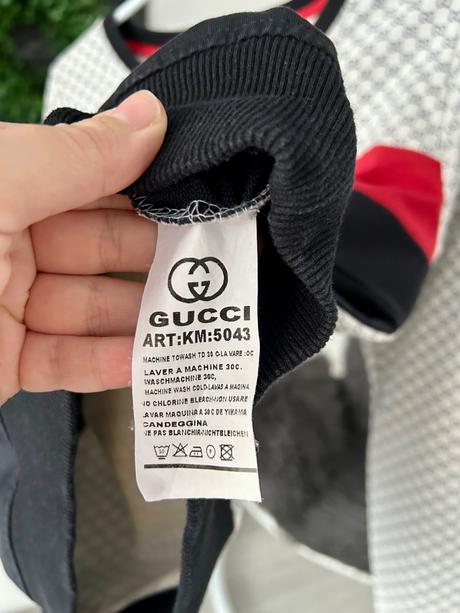 GUCCI
ART:KM:5043
MACHINE TOWASH TD 30 C-LA VARE :OC
LAVER A MACHINE 30C.
WASCHMACHINE 30C,
MACHINE WASH COLD-LAVAS A MAQINA
NO CHLORINE BLEACH-NON USARE
LAVAR MAQUINA A 30 C DE YIKAMA
CANDEGGINA
NE PAS BLANCHIR-NICHTBLEICHEN